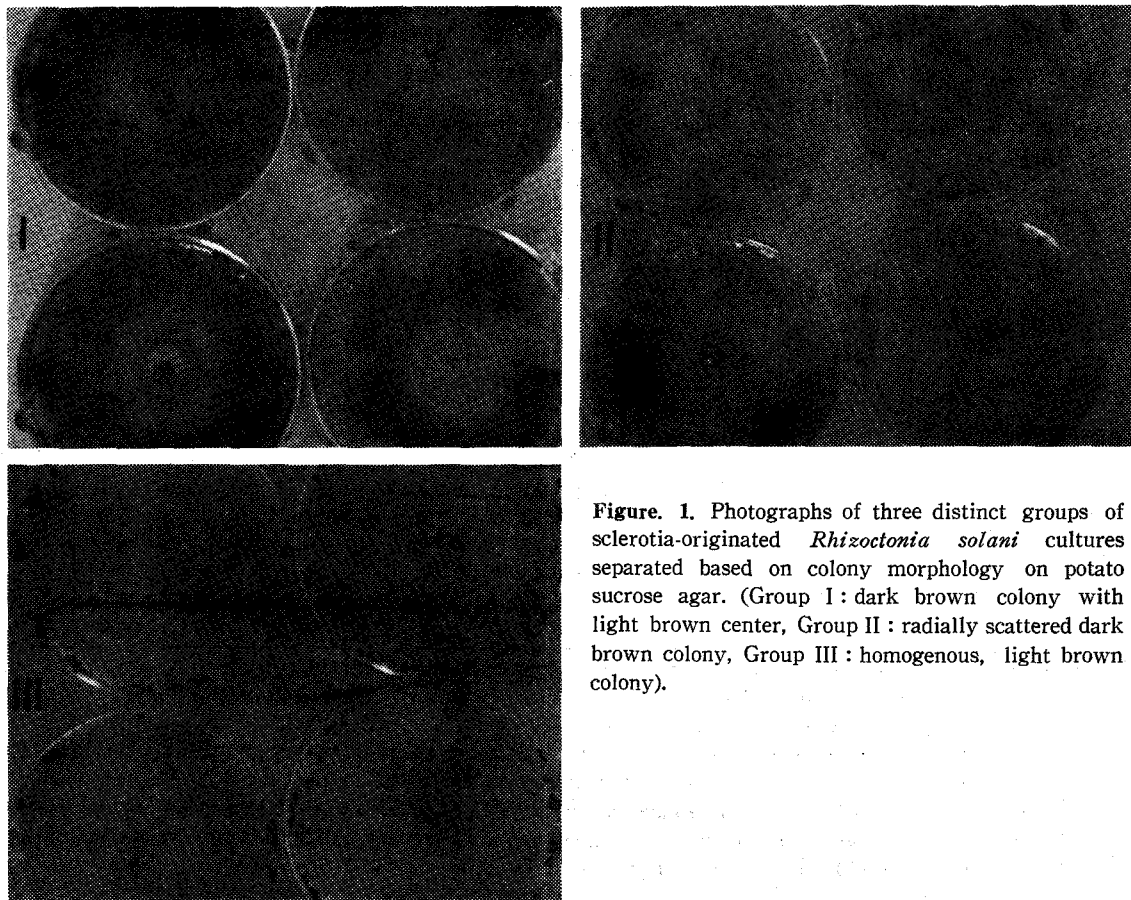 I
II
III
Figure. 1. Photographs of three distinct groups of
sclerotia-originated Rhizoctonia solani cultures
separated based on colony morphology on potato
sucrose agar. (Group I : dark brown colony with
light brown center, Group II : radially scattered dark
brown colony, Group III : homogenous, light brown
colony).